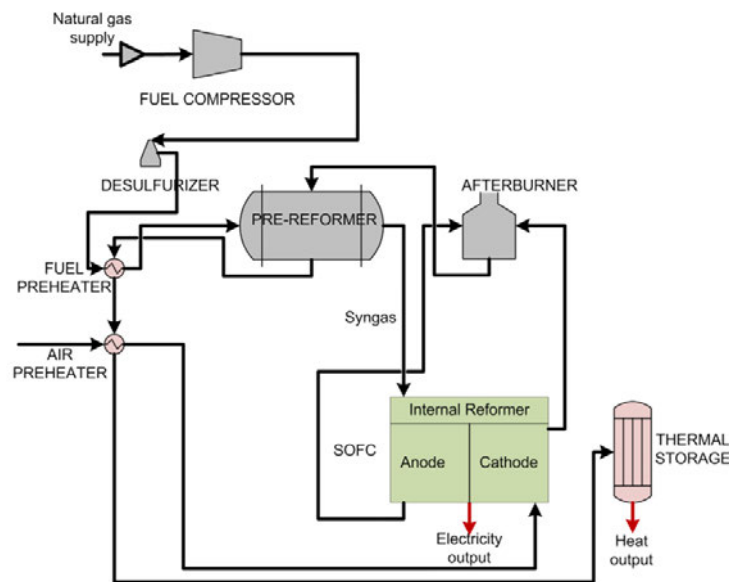 Natural gas
supply
FUEL COMPRESSOR
DESULFURIZER
AFTERBURNER
PRE-REFORMER
FUEL
PREHEATER
Syngas
AIR
PREHEATER
Internal Reformer
SOFC
Anode
Cathode
THERMAL
STORAGE
Electricity
output
Heat
output